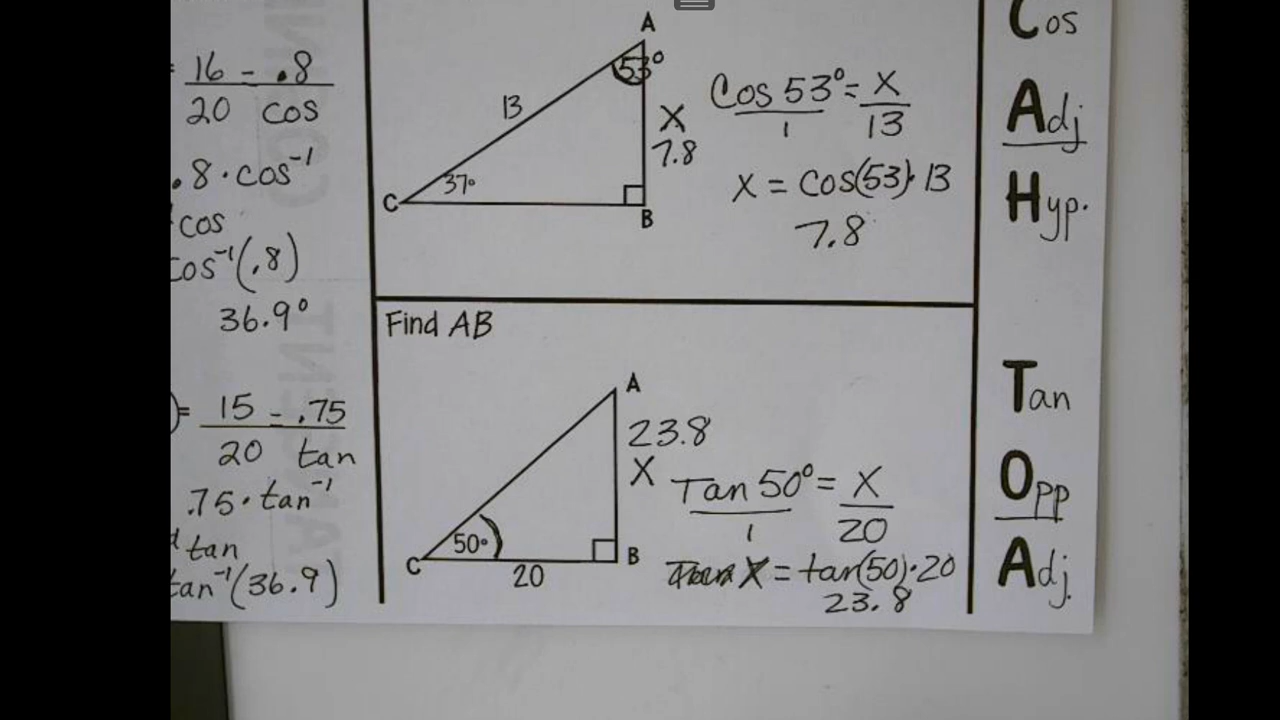 = 16 = .8
20 cos
.8 · cos⁻¹
cos
cos⁻¹(.8)
36.9°
) = 15 = .75
20 tan
.75 · tan⁻¹
tan
tan⁻¹(36.9)
A
53°
13
X
7.8
37°
C
B
Cos 53° = X
1 13
X = cos(53) · 13
7.8
Find AB
A
23.8
X
50°
C
20
B
Tan 50° = X
1 20
X = tan(50) · 20
23.8
Cos
Adj
Hyp.
Tan
Opp
Adj.